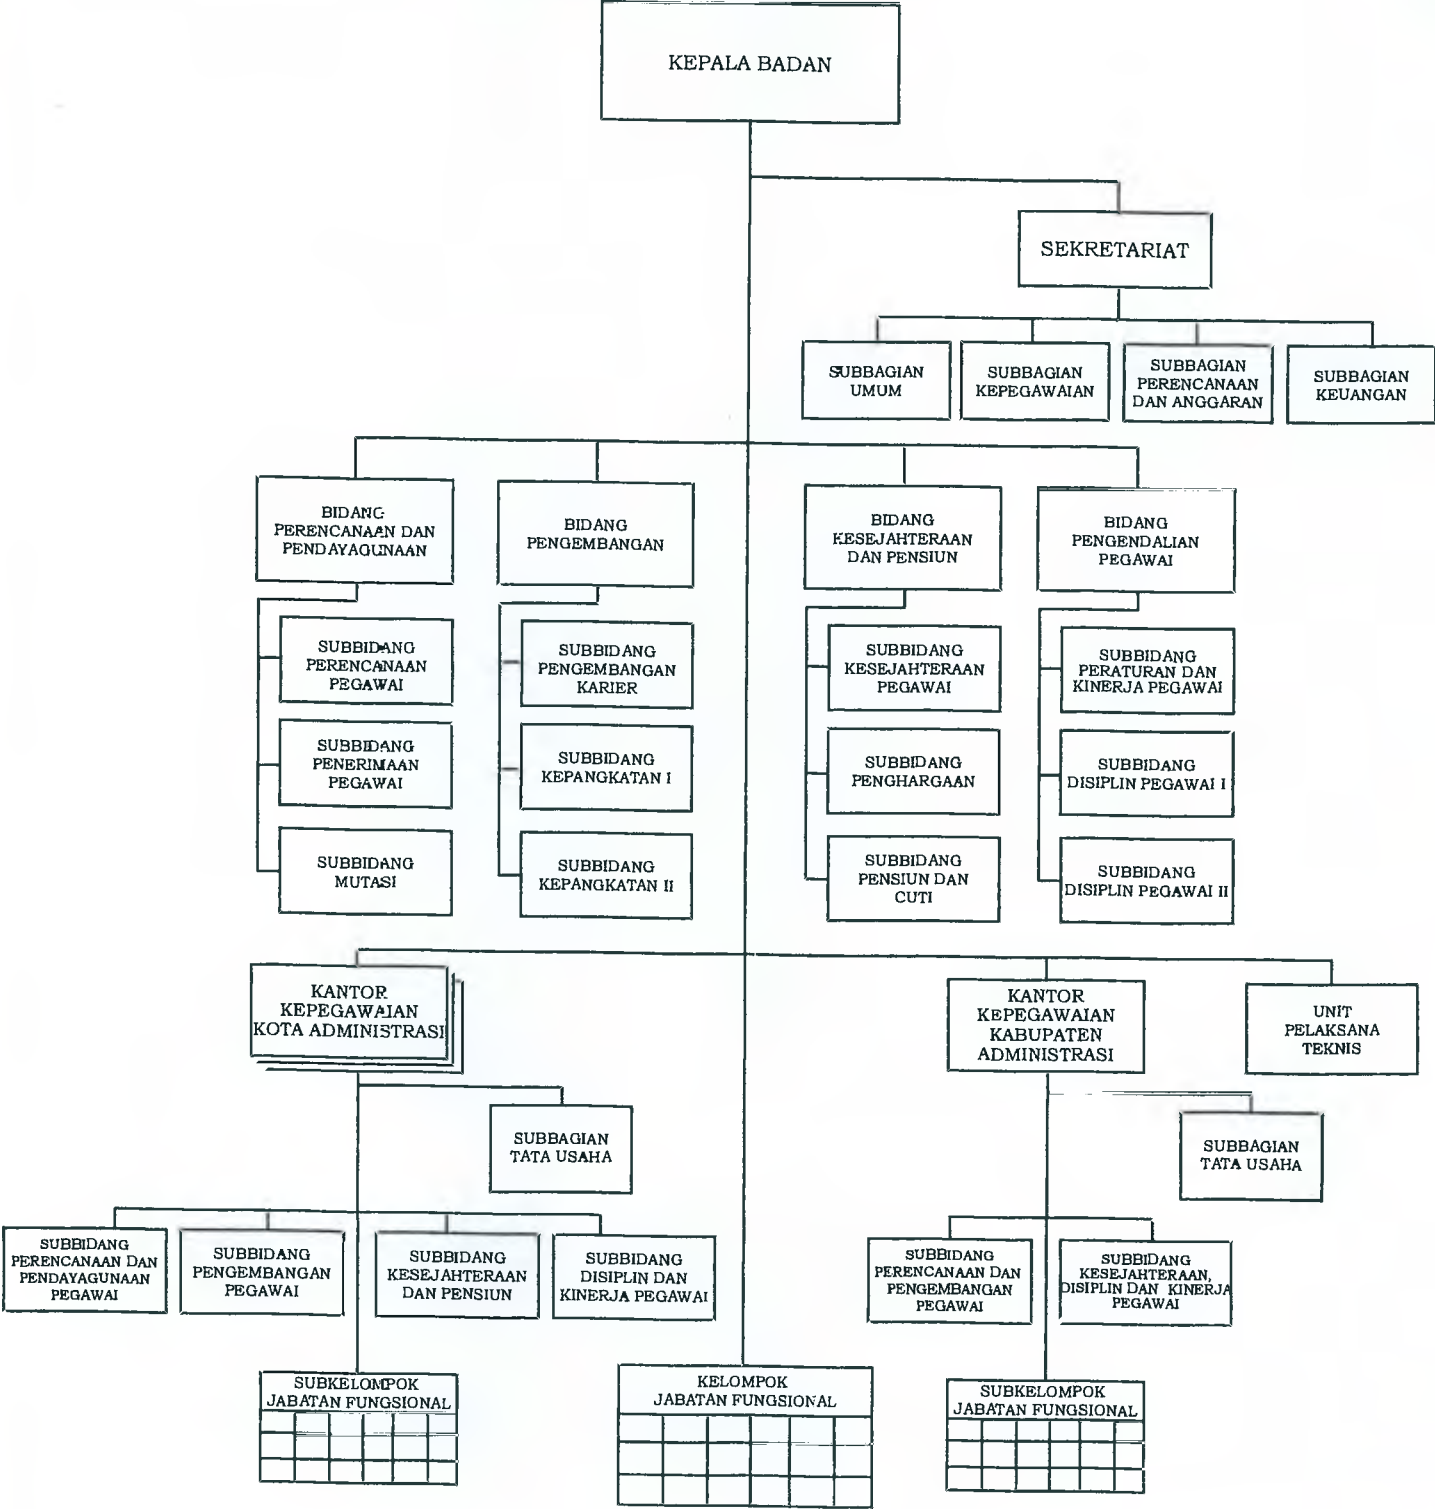 KEPALA BADAN
SEKRETARIAT
SUBBAGIAN
UMUM
SUBBAGIAN
KEPEGAWAIAN
SUBBAGIAN
PERENCANAAN
DAN ANGGARAN
SUBBAGIAN
KEUANGAN
BIDANG
PERENCANAAN DAN
PENDAYAGUNAAN
BIDANG
PENGEMBANGAN
BIDANG
KESEJAHTERAAN
DAN PENSIUN
BIDANG
PENGENDALIAN
PEGAWAI
SUBBIDANG
PERENCANAAN
PEGAWAI
SUBBIDANG
PENERIMAAN
PEGAWAI
SUBBIDANG
MUTASI
SUBBIDANG
PENGEMBANGAN
KARIER
SUBBIDANG
KEPANGKATAN I
SUBBIDANG
KEPANGKATAN II
SUBBIDANG
KESEJAHTERAAN
PEGAWAI
SUBBIDANG
PENGHARGAAN
SUBBIDANG
PENSIUN DAN
CUTI
SUBBIDANG
PERATURAN DAN
KINERJA PEGAWAI
SUBBIDANG
DISIPLIN PEGAWAI I
SUBBIDANG
DISIPLIN PEGAWAI II
KANTOR
KEPEGAWAIAN
KOTA ADMINISTRASI
KANTOR
KEPEGAWAIAN
KABUPATEN
ADMINISTRASI
UNIT
PELAKSANA
TEKNIS
SUBBAGIAN
TATA USAHA
SUBBAGIAN
TATA USAHA
SUBBIDANG
PERENCANAAN DAN
PENDAYAGUNAAN
PEGAWAI
SUBBIDANG
PENGEMBANGAN
PEGAWAI
SUBBIDANG
KESEJAHTERAAN
DAN PENSIUN
SUBBIDANG
DISIPLIN DAN
KINERJA PEGAWAI
SUBBIDANG
PERENCANAAN DAN
PENGEMBANGAN
PEGAWAI
SUBBIDANG
KESEJAHTERAAN,
DISIPLIN DAN KINERJA
PEGAWAI
SUBKELOMPOK
JABATAN FUNGSIONAL
KELOMPOK
JABATAN FUNGSIONAL
SUBKELOMPOK
JABATAN FUNGSIONAL